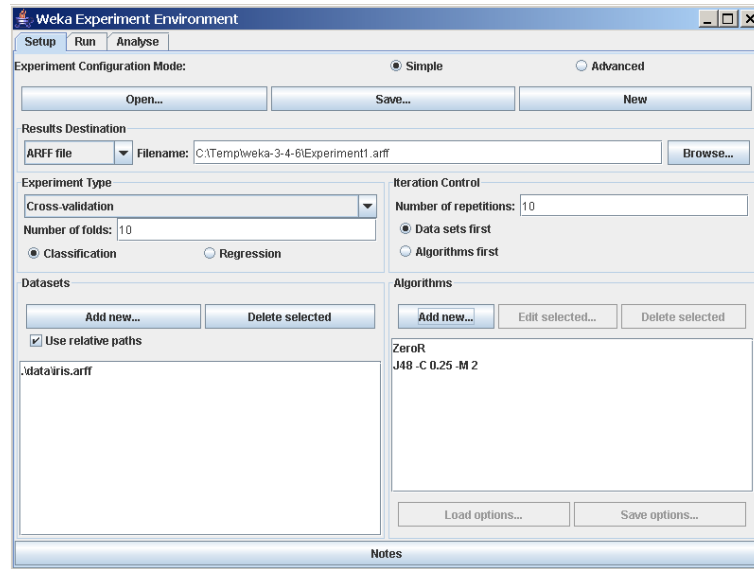 Weka Experiment Environment
Setup Run Analyse
Experiment Configuration Mode: Simple Advanced
Open... Save... New
Results Destination
ARFF file Filename: C:\Temp\weka-3-4-6\Experiment1.arff Browse...
Experiment Type
Cross-validation
Number of folds: 10
Classification Regression
Iteration Control
Number of repetitions: 10
Data sets first
Algorithms first
Datasets
Add new... Delete selected
Use relative paths
.\data\iris.arff
Algorithms
Add new... Edit selected... Delete selected
ZeroR
J48 -C 0.25 -M 2
Load options... Save options...
Notes